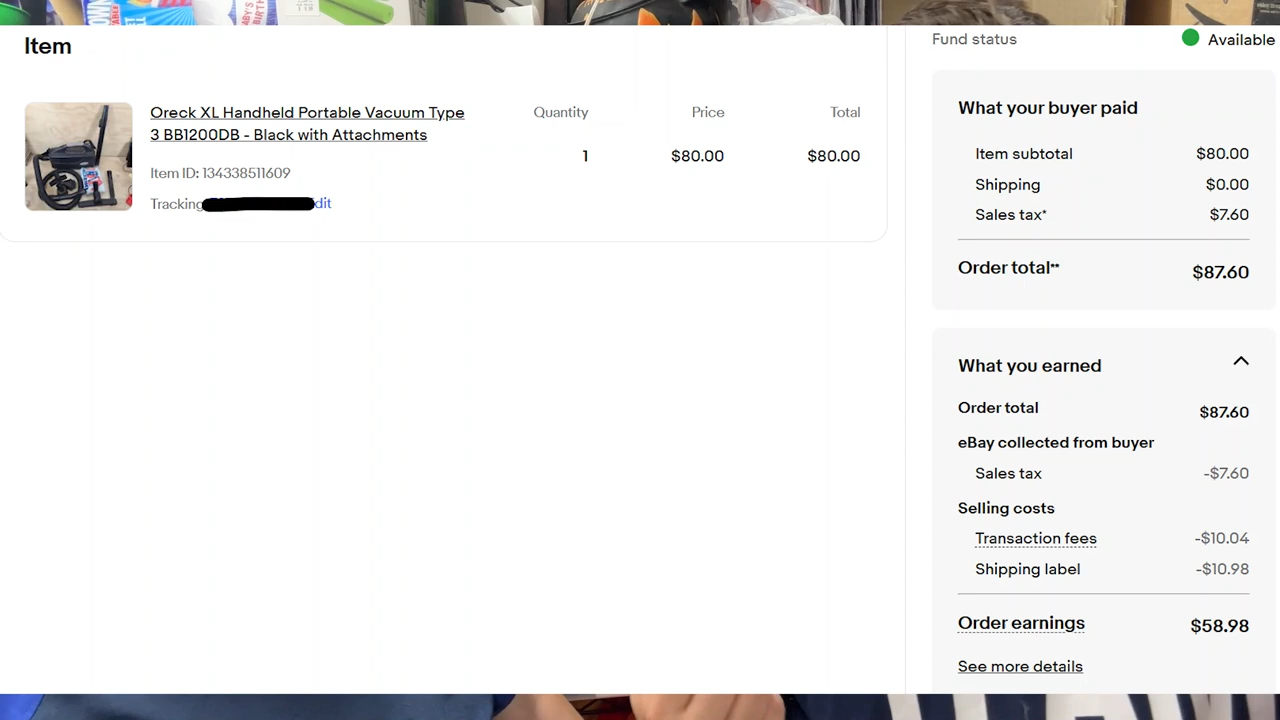 Item
Oreck XL Handheld Portable Vacuum Type
3 BB1200DB - Black with Attachments
Item ID: 134338511609
Tracking dit
Quantity Price Total
1 $80.00 $80.00
Fund status Available
What your buyer paid
Item subtotal $80.00
Shipping $0.00
Sales tax* $7.60
Order total** $87.60
What you earned
Order total $87.60
eBay collected from buyer
Sales tax -$7.60
Selling costs
Transaction fees -$10.04
Shipping label -$10.98
Order earnings $58.98
See more details